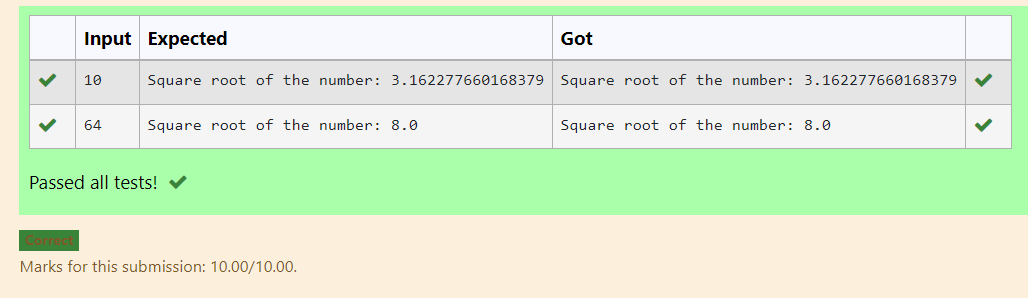 Input Expected Got
10 Square root of the number: 3.162277660168379 Square root of the number: 3.162277660168379
64 Square root of the number: 8.0 Square root of the number: 8.0
Passed all tests!
Correct
Marks for this submission: 10.00/10.00.